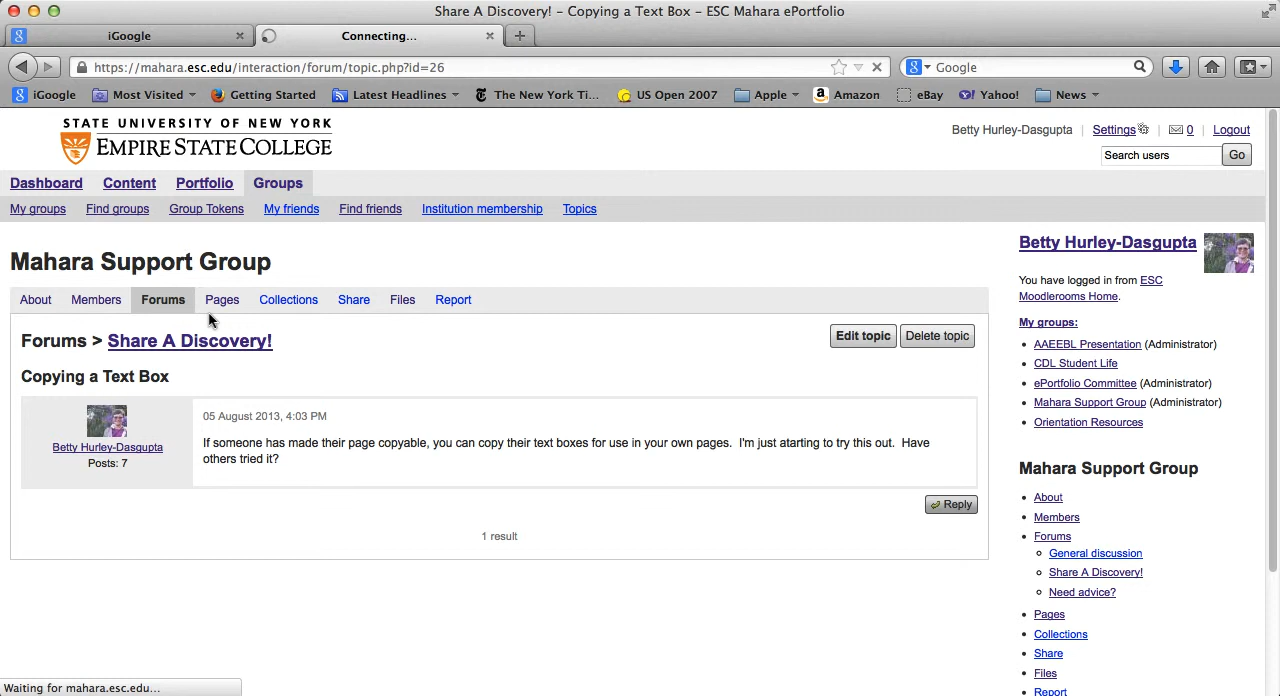 Share A Discovery! - Copying a Text Box - ESC Mahara ePortfolio
iGoogle
Connecting...
https://mahara.esc.edu/interaction/forum/topic.php?id=26
Google
iGoogle
Most Visited
Getting Started
Latest Headlines
The New York Ti...
US Open 2007
Apple
Amazon
eBay
Yahoo!
News
STATE UNIVERSITY OF NEW YORK
EMPIRE STATE COLLEGE
Betty Hurley-Dasgupta | Settings | 0 | Logout
Search users Go
Dashboard Content Portfolio Groups
My groups Find groups Group Tokens My friends Find friends Institution membership Topics
Mahara Support Group
About Members Forums Pages Collections Share Files Report
Forums > Share A Discovery!
Edit topic Delete topic
Copying a Text Box
Betty Hurley-Dasgupta
Posts: 7
05 August 2013, 4:03 PM
If someone has made their page copyable, you can copy their text boxes for use in your own pages. I'm just atarting to try this out. Have
others tried it?
Reply
1 result
Betty Hurley-Dasgupta
You have logged in from ESC
Moodlerooms Home.
My groups:
AAEEBL Presentation (Administrator)
CDL Student Life
ePortfolio Committee (Administrator)
Mahara Support Group (Administrator)
Orientation Resources
Mahara Support Group
About
Members
Forums
General discussion
Share A Discovery!
Need advice?
Pages
Collections
Share
Files
Report
Waiting for mahara.esc.edu...